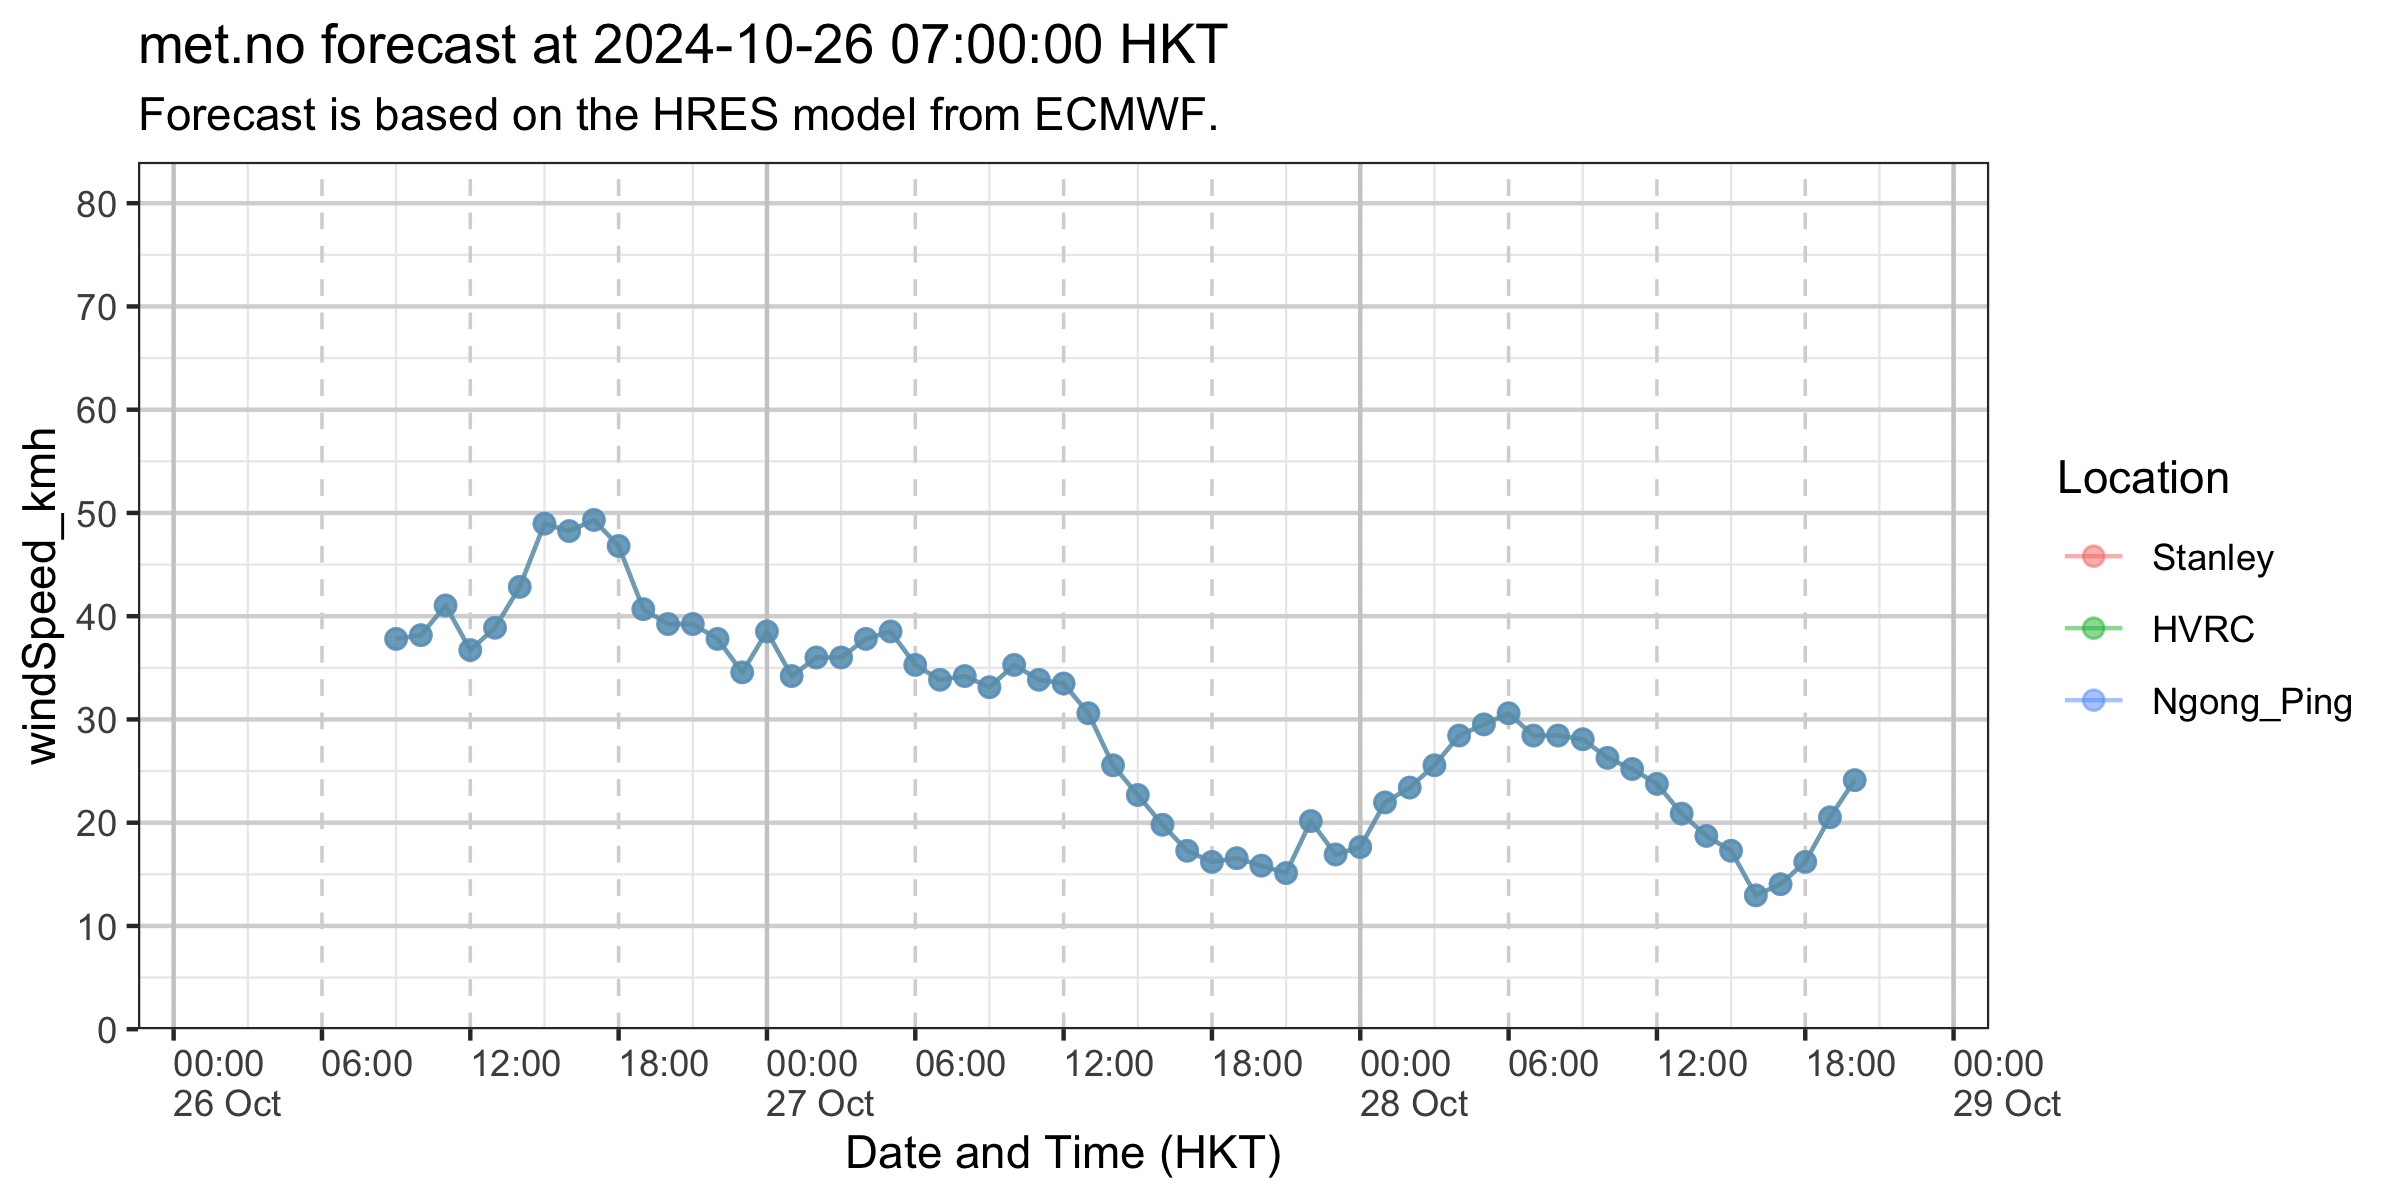 met.no forecast at 2024-10-26 07:00:00 HKT
Forecast is based on the HRES model from ECMWF.
windSpeed_kmh
80
70
60
50
40
30
20
10
0
00:00 06:00 12:00 18:00 00:00 06:00 12:00 18:00 00:00 06:00 12:00 18:00 00:00
26 Oct 27 Oct 28 Oct 29 Oct
Date and Time (HKT)
Location
Stanley
HVRC
Ngong_Ping